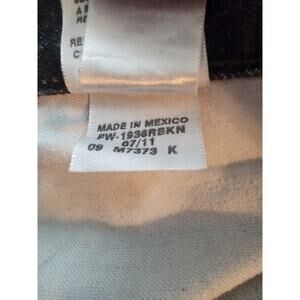 MADE IN MEXICO
FW-1936RBKN
07/11
09 M7373 K